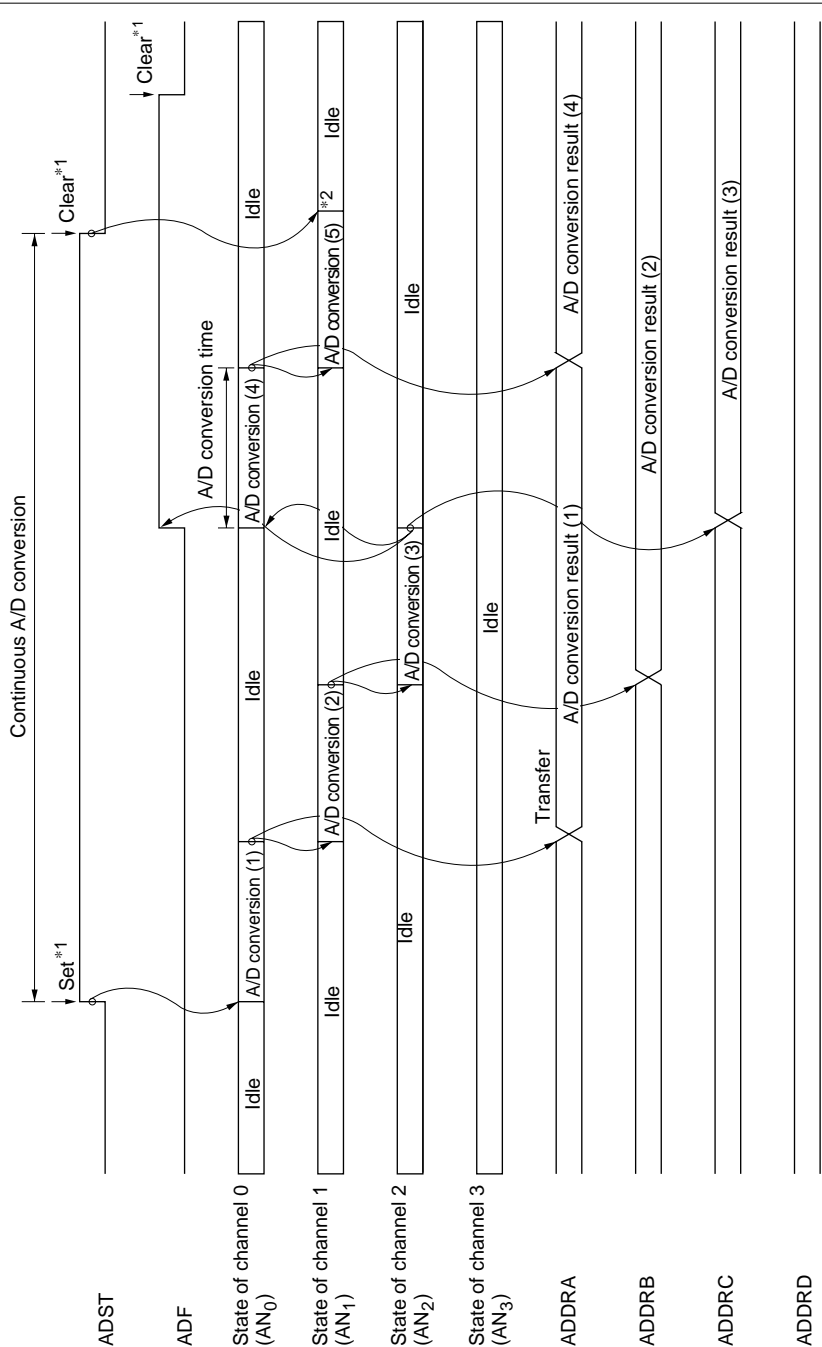 Continuous A/D conversion
Set*1
Clear*1
ADST
Clear*1
ADF
A/D conversion time
State of channel 0
(AN0)
Idle
A/D conversion (1)
Idle
A/D conversion (4)
Idle
State of channel 1
(AN1)
Idle
A/D conversion (2)
Idle
A/D conversion (5)
*2
Idle
State of channel 2
(AN2)
Idle
A/D conversion (3)
Idle
State of channel 3
(AN3)
Idle
Transfer
ADDRA
A/D conversion result (1)
A/D conversion result (4)
ADDRB
A/D conversion result (2)
ADDRC
A/D conversion result (3)
ADDRD